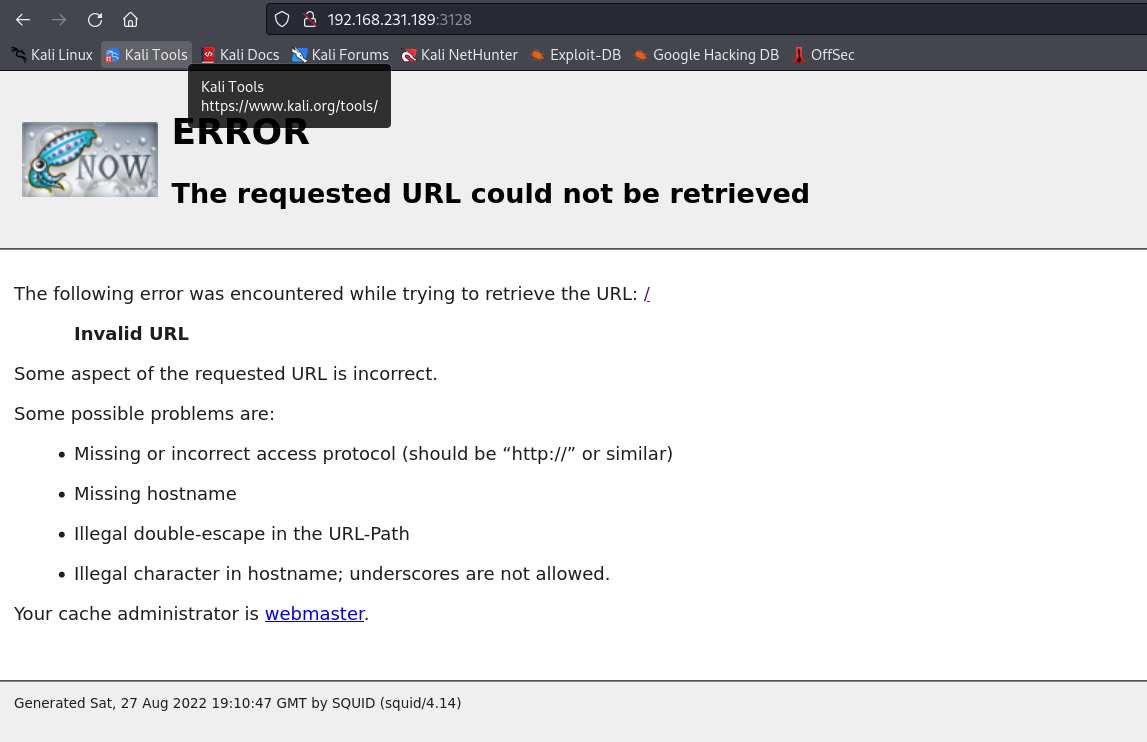 192.168.231.189:3128
Kali Linux Kali Tools Kali Docs Kali Forums Kali NetHunter Exploit-DB Google Hacking DB OffSec
Kali Tools
https://www.kali.org/tools/
NOW
ERROR
The requested URL could not be retrieved
The following error was encountered while trying to retrieve the URL: /
Invalid URL
Some aspect of the requested URL is incorrect.
Some possible problems are:
• Missing or incorrect access protocol (should be “http://” or similar)
• Missing hostname
• Illegal double-escape in the URL-Path
• Illegal character in hostname; underscores are not allowed.
Your cache administrator is webmaster.
Generated Sat, 27 Aug 2022 19:10:47 GMT by SQUID (squid/4.14)